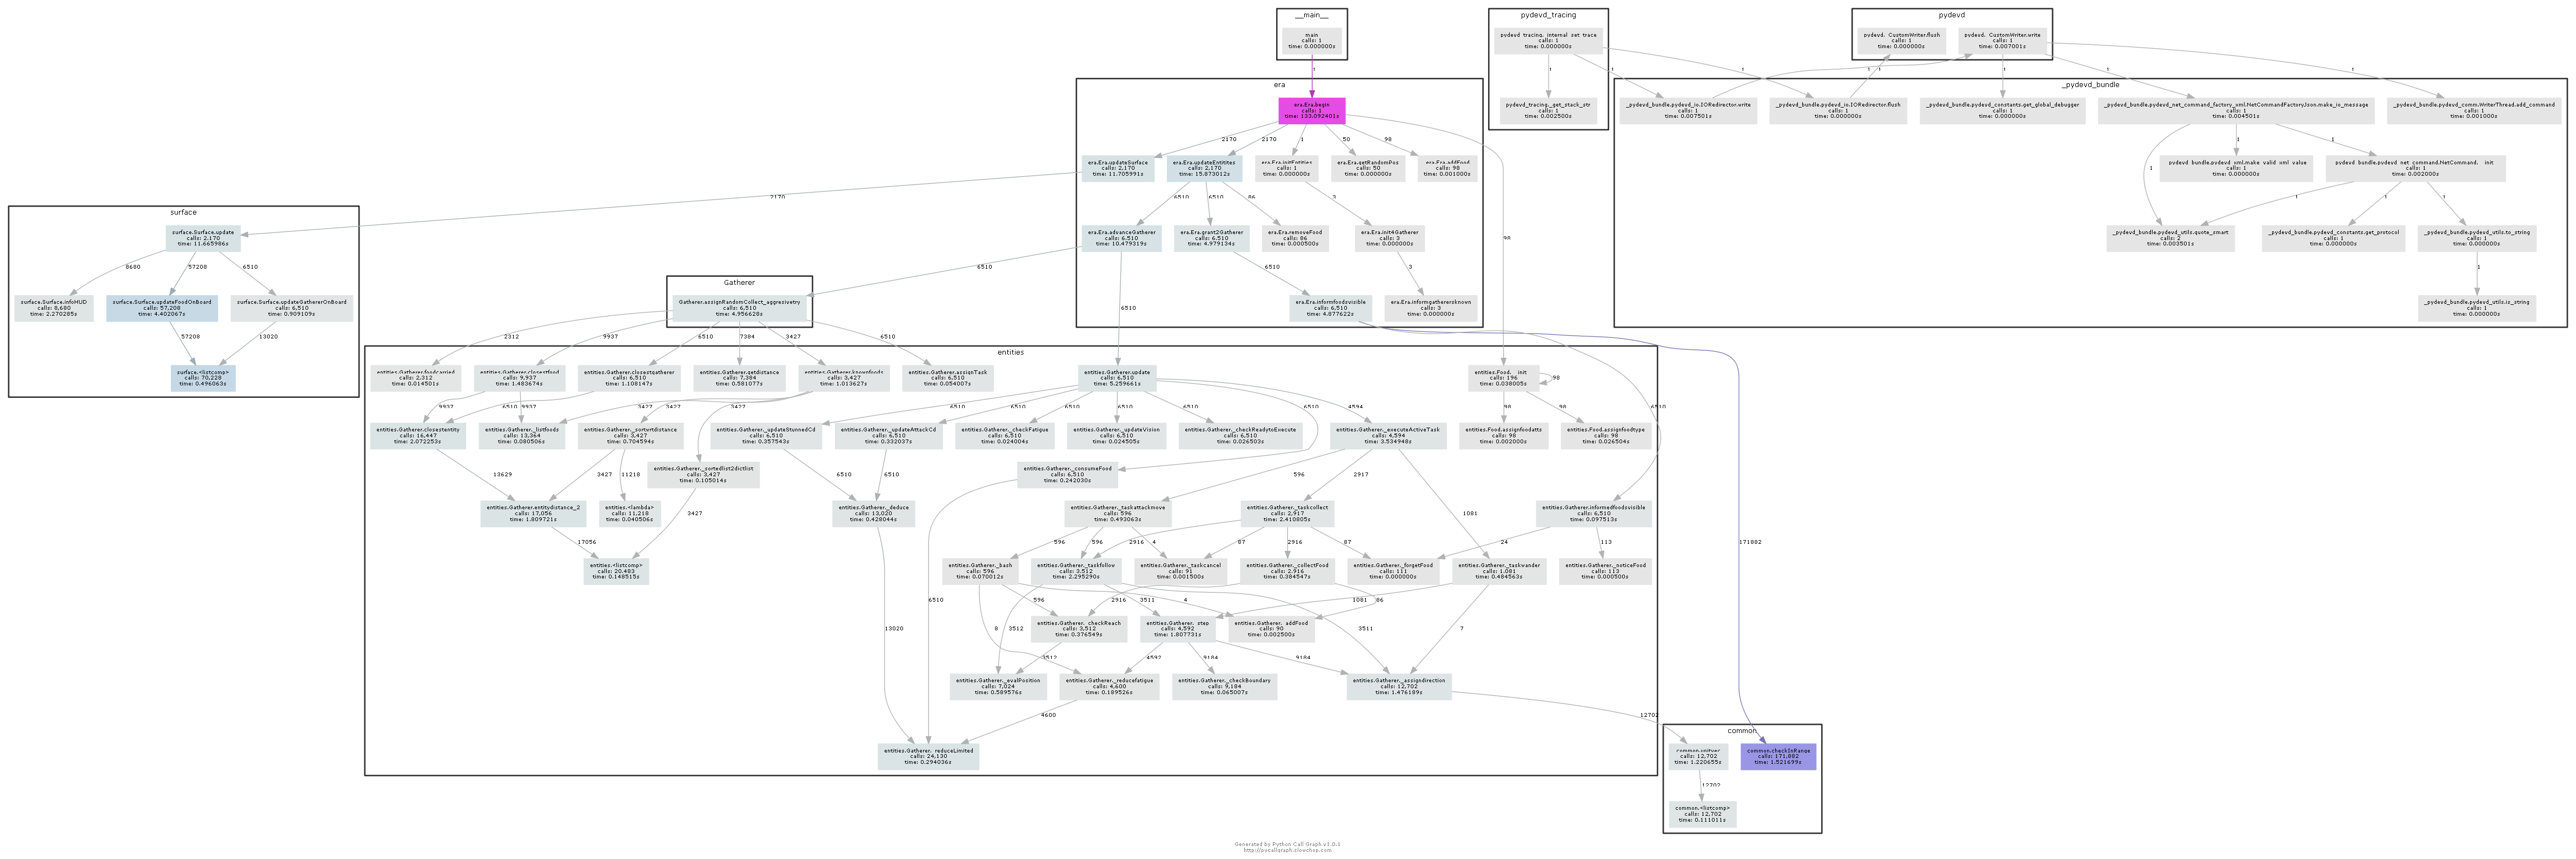 __main__
main
calls: 1
time: 0.000000s
1
pydevd_tracing
pydevd_tracing._internal_set_trace
calls: 1
time: 0.000000s
1
1
1
pydevd_tracing._get_stack_str
calls: 1
time: 0.002500s
pydevd
pydevd._CustomWriter.flush
calls: 1
time: 0.000000s
pydevd._CustomWriter.write
calls: 1
time: 0.007001s
1
1
1
1
1
_pydevd_bundle
_pydevd_bundle.pydevd_io.IORedirector.write
calls: 1
time: 0.007501s
_pydevd_bundle.pydevd_io.IORedirector.flush
calls: 1
time: 0.000000s
_pydevd_bundle.pydevd_constants.get_global_debugger
calls: 1
time: 0.000000s
_pydevd_bundle.pydevd_net_command_factory_xml.NetCommandFactoryJson.make_io_message
calls: 1
time: 0.004501s
_pydevd_bundle.pydevd_comm.WriterThread.add_command
calls: 1
time: 0.001000s
1
1
1
_pydevd_bundle.pydevd_xml.make_valid_xml_value
calls: 1
time: 0.000000s
_pydevd_bundle.pydevd_net_command.NetCommand.__init__
calls: 1
time: 0.002000s
1
1
1
_pydevd_bundle.pydevd_utils.quote_smart
calls: 2
time: 0.003501s
_pydevd_bundle.pydevd_constants.get_protocol
calls: 1
time: 0.000000s
_pydevd_bundle.pydevd_utils.to_string
calls: 1
time: 0.000000s
1
_pydevd_bundle.pydevd_utils.is_string
calls: 1
time: 0.000000s
era
era.Era.begin
calls: 1
time: 133.092401s
2170
2170
1
50
98
98
era.Era.updateSurface
calls: 2,170
time: 11.705991s
era.Era.updateEntitites
calls: 2,170
time: 15.873012s
era.Era.initEntities
calls: 1
time: 0.000000s
era.Era.getRandomPos
calls: 50
time: 0.000000s
era.Era.addFood
calls: 98
time: 0.001000s
2170
6510
6510
86
3
era.Era.advanceGatherer
calls: 6,510
time: 10.479319s
era.Era.grant2Gatherer
calls: 6,510
time: 4.979134s
era.Era.removeFood
calls: 86
time: 0.000500s
era.Era.init4Gatherer
calls: 3
time: 0.000000s
6510
6510
6510
3
era.Era.informfoodsvisible
calls: 6,510
time: 4.877622s
era.Era.informgatherersknown
calls: 3
time: 0.000000s
6510
171882
surface
surface.Surface.update
calls: 2,170
time: 11.665986s
8680
57208
6510
surface.Surface.infoHUD
calls: 8,680
time: 2.270285s
surface.Surface.updateFoodOnBoard
calls: 57,208
time: 4.402067s
surface.Surface.updateGathererOnBoard
calls: 6,510
time: 0.909109s
57208
13020
surface.<listcomp>
calls: 70,228
time: 0.496063s
Gatherer
Gatherer.assignRandomCollect_aggresivetry
calls: 6,510
time: 4.956628s
2312
9937
6510
7384
3427
6510
entities
entities.Gatherer.foodcarried
calls: 2,312
time: 0.014501s
entities.Gatherer.closestfood
calls: 9,937
time: 1.483674s
entities.Gatherer.closestgatherer
calls: 6,510
time: 1.108147s
entities.Gatherer.getdistance
calls: 7,384
time: 0.581077s
entities.Gatherer.knownfoods
calls: 3,427
time: 1.013627s
entities.Gatherer.assignTask
calls: 6,510
time: 0.054007s
entities.Gatherer.update
calls: 6,510
time: 5.259661s
entities.Food.__init__
calls: 196
time: 0.038005s
98
9937
9937
6510
3427
3427
3427
6510
6510
6510
6510
6510
6510
4594
98
98
entities.Gatherer.closestentity
calls: 16,447
time: 2.072253s
entities.Gatherer._listfoods
calls: 13,364
time: 0.080506s
entities.Gatherer._sortwrtdistance
calls: 3,427
time: 0.704594s
entities.Gatherer._updateStunnedCd
calls: 6,510
time: 0.357543s
entities.Gatherer._updateAttackCd
calls: 6,510
time: 0.332037s
entities.Gatherer._checkFatigue
calls: 6,510
time: 0.024004s
entities.Gatherer._updateVision
calls: 6,510
time: 0.024505s
entities.Gatherer._checkReadytoExecute
calls: 6,510
time: 0.026503s
entities.Gatherer._executeActiveTask
calls: 4,594
time: 3.534948s
entities.Food.assignfoodatts
calls: 98
time: 0.002000s
entities.Food.assignfoodtype
calls: 98
time: 0.026504s
entities.Gatherer._sortedlist2dictlist
calls: 3,427
time: 0.105014s
entities.Gatherer._consumeFood
calls: 6,510
time: 0.242030s
13629
3427
11218
3427
6510
6510
596
2917
1081
entities.Gatherer.entitydistance_2
calls: 17,056
time: 1.809721s
entities.<lambda>
calls: 11,218
time: 0.040506s
entities.Gatherer._deduce
calls: 13,020
time: 0.428044s
entities.Gatherer._taskattackmove
calls: 596
time: 0.493063s
entities.Gatherer._taskcollect
calls: 2,917
time: 2.410805s
entities.Gatherer.informedfoodsvisible
calls: 6,510
time: 0.097513s
17056
596
596
4
2916
87
2916
87
24
113
entities.<listcomp>
calls: 20,483
time: 0.148515s
entities.Gatherer._bash
calls: 596
time: 0.070012s
entities.Gatherer._taskfollow
calls: 3,512
time: 2.295290s
entities.Gatherer._taskcancel
calls: 91
time: 0.001500s
entities.Gatherer._collectFood
calls: 2,916
time: 0.384547s
entities.Gatherer._forgetFood
calls: 111
time: 0.000000s
entities.Gatherer._taskwander
calls: 1,081
time: 0.484563s
entities.Gatherer._noticeFood
calls: 113
time: 0.000500s
6510
13020
8
596
3512
2916
3511
4
1081
86
3511
7
entities.Gatherer._checkReach
calls: 3,512
time: 0.376549s
entities.Gatherer._step
calls: 4,592
time: 1.807731s
entities.Gatherer._addFood
calls: 90
time: 0.002500s
3512
4592
9184
9184
entities.Gatherer._evalPosition
calls: 7,024
time: 0.589576s
entities.Gatherer._reducefatigue
calls: 4,600
time: 0.189526s
entities.Gatherer._checkBoundary
calls: 9,184
time: 0.065007s
entities.Gatherer._assigndirection
calls: 12,702
time: 1.476189s
4600
12702
entities.Gatherer._reduceLimited
calls: 24,130
time: 0.294036s
common
common.unitvec
calls: 12,702
time: 1.220655s
common.checkInRange
calls: 171,882
time: 1.521699s
12702
common.<listcomp>
calls: 12,702
time: 0.111011s
Generated by Python Call Graph v1.0.1
http://pycallgraph.slowchop.com